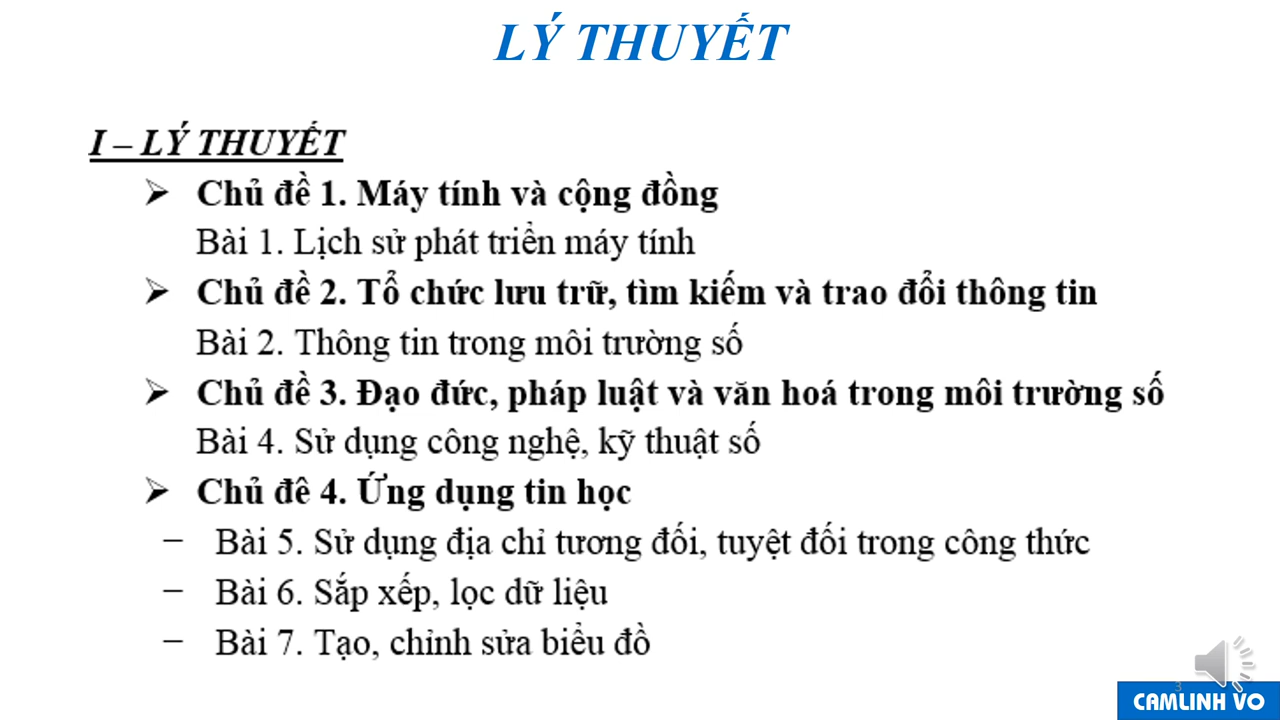 LÝ THUYẾT
I – LÝ THUYẾT
➢ Chủ đề 1. Máy tính và cộng đồng
Bài 1. Lịch sử phát triển máy tính
➢ Chủ đề 2. Tổ chức lưu trữ, tìm kiếm và trao đổi thông tin
Bài 2. Thông tin trong môi trường số
➢ Chủ đề 3. Đạo đức, pháp luật và văn hoá trong môi trường số
Bài 4. Sử dụng công nghệ, kỹ thuật số
➢ Chủ đê 4. Ứng dụng tin học
– Bài 5. Sử dụng địa chỉ tương đối, tuyệt đối trong công thức
– Bài 6. Sắp xếp, lọc dữ liệu
– Bài 7. Tạo, chỉnh sửa biểu đồ
3
CAMLINH VO